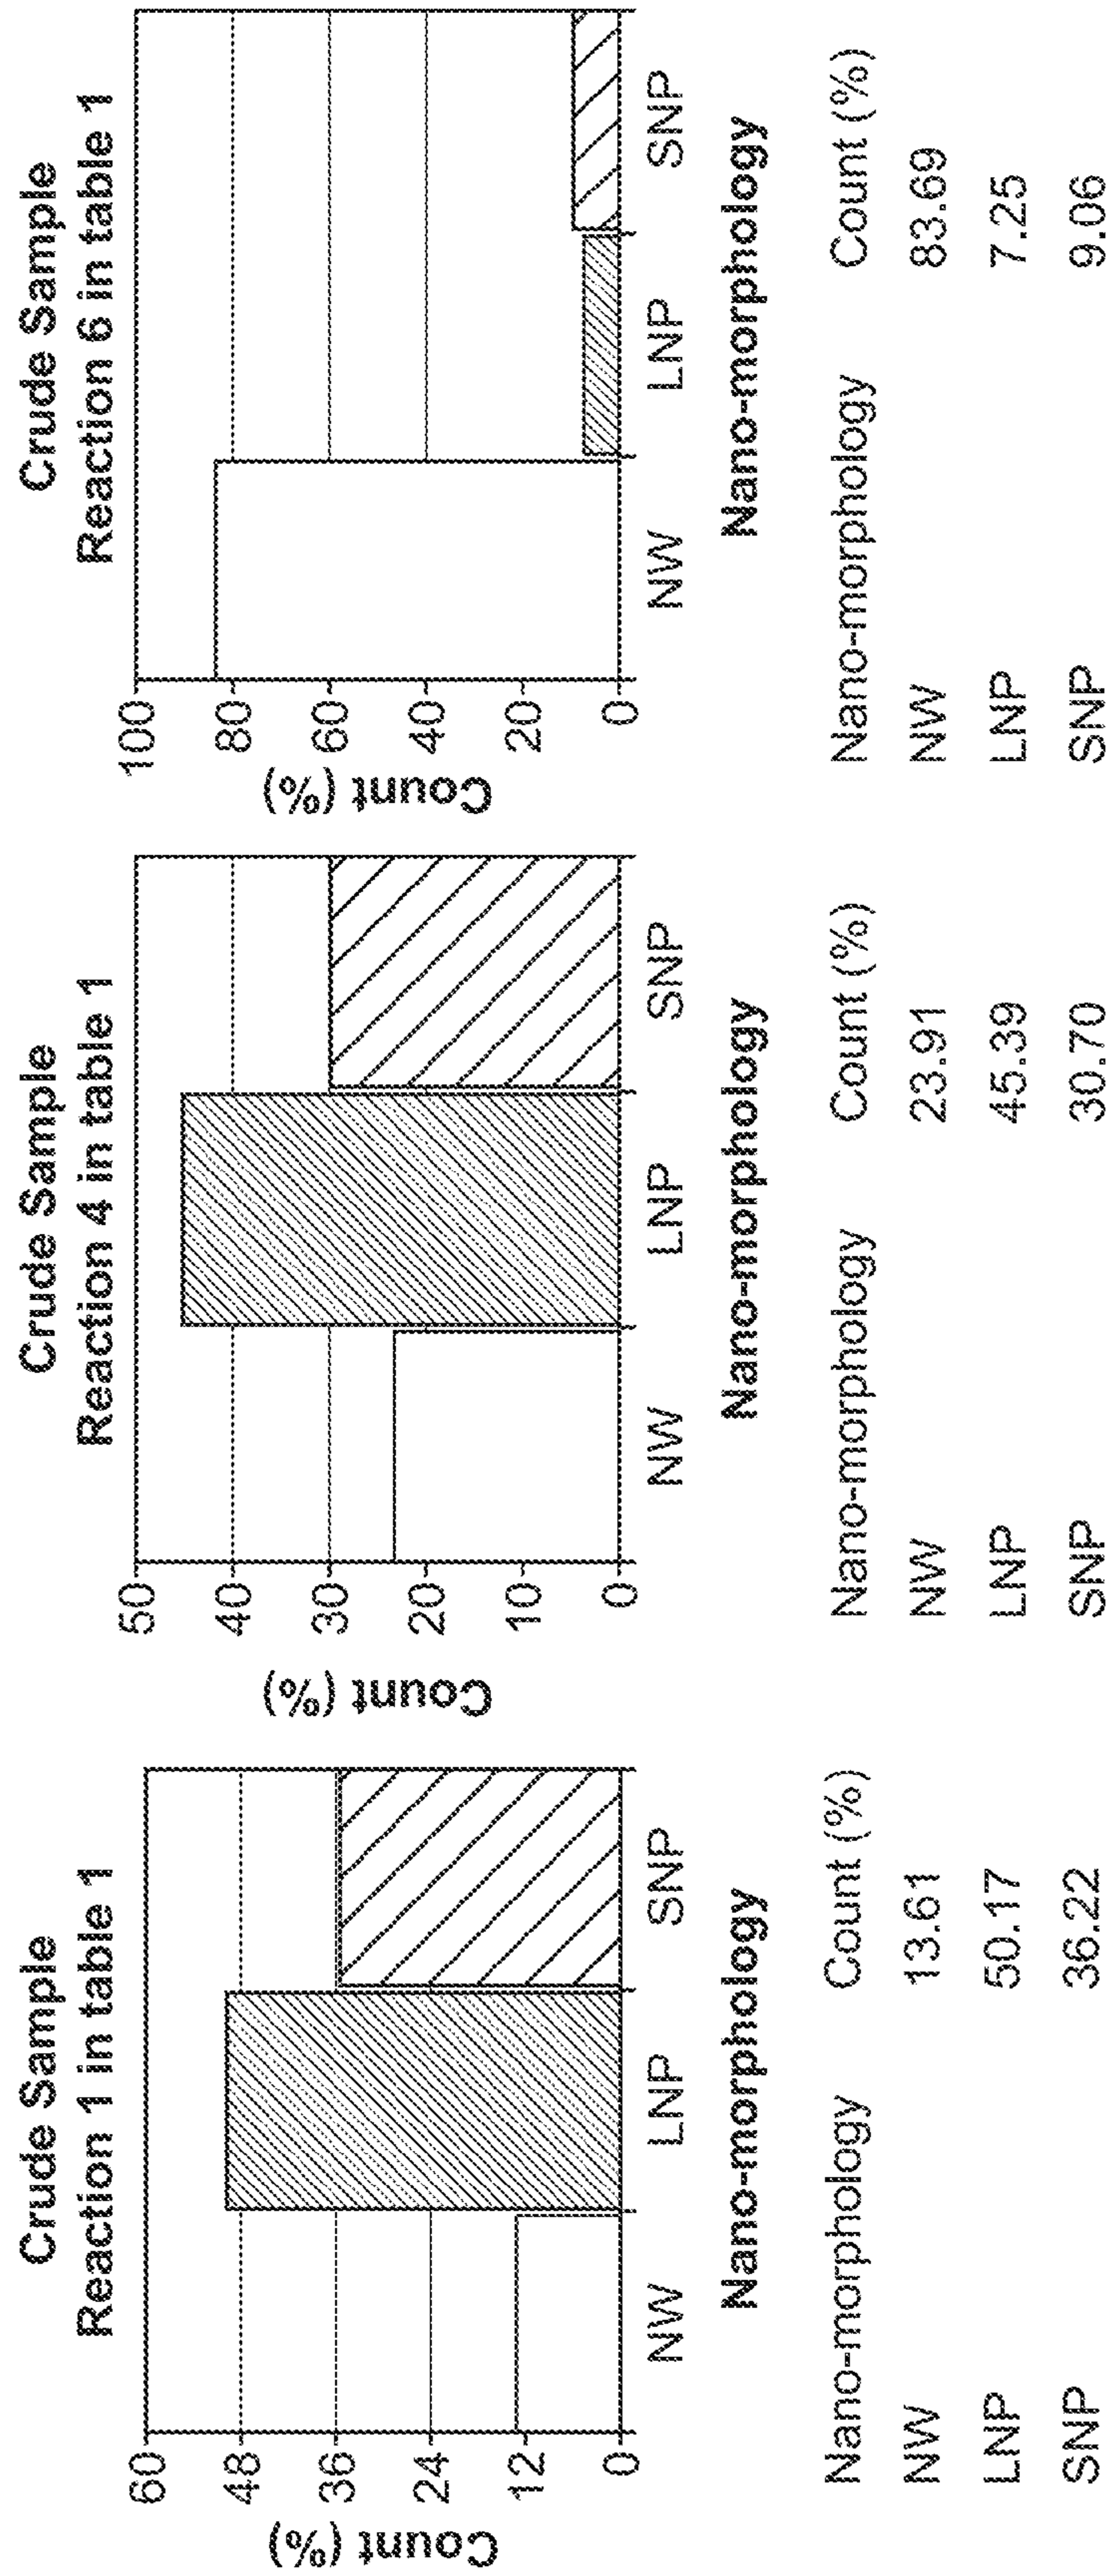 Crude Sample
Reaction 1 in table 1
Count (%)
60
48
36
24
12
0
NW LNP SNP
Nano-morphology
Nano-morphology Count (%)
NW 13.61
LNP 50.17
SNP 36.22
Crude Sample
Reaction 4 in table 1
Count (%)
50
40
30
20
10
0
NW LNP SNP
Nano-morphology
Nano-morphology Count (%)
NW 23.91
LNP 45.39
SNP 30.70
Crude Sample
Reaction 6 in table 1
Count (%)
100
80
60
40
20
0
NW LNP SNP
Nano-morphology
Nano-morphology Count (%)
NW 83.69
LNP 7.25
SNP 9.06